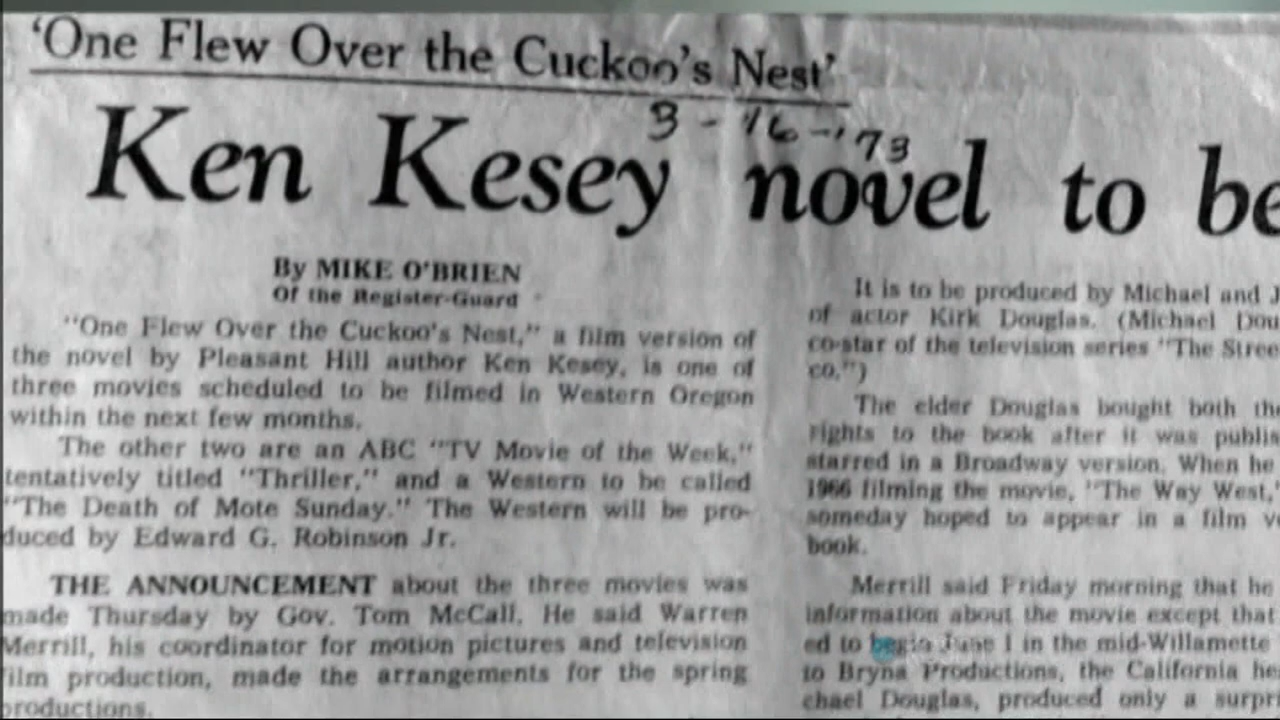 'One Flew Over the Cuckoo's Nest'
3-16-'73
Ken Kesey novel to be
By MIKE O'BRIEN
Of the Register-Guard
"One Flew Over the Cuckoo's Nest," a film version of
the novel by Pleasant Hill author Ken Kesey, is one of
three movies scheduled to be filmed in Western Oregon
within the next few months.
The other two are an ABC "TV Movie of the Week,"
tentatively titled "Thriller," and a Western to be called
"The Death of Mote Sunday." The Western will be pro-
duced by Edward G. Robinson Jr.
THE ANNOUNCEMENT about the three movies was
made Thursday by Gov. Tom McCall. He said Warren
Merrill, his coordinator for motion pictures and television
film production, made the arrangements for the spring
productions.
It is to be produced by Michael and J
of actor Kirk Douglas. (Michael Dou
co-star of the television series "The Stree
co.")
The elder Douglas bought both th
rights to the book after it was publis
starred in a Broadway version. When he
1966 filming the movie, "The Way West,"
someday hoped to appear in a film v
book.
Merrill said Friday morning that he
information about the movie except that
ed to begin June 1 in the mid-Willamette
to Bryna Productions, the California he
chael Douglas, produced only a surpri